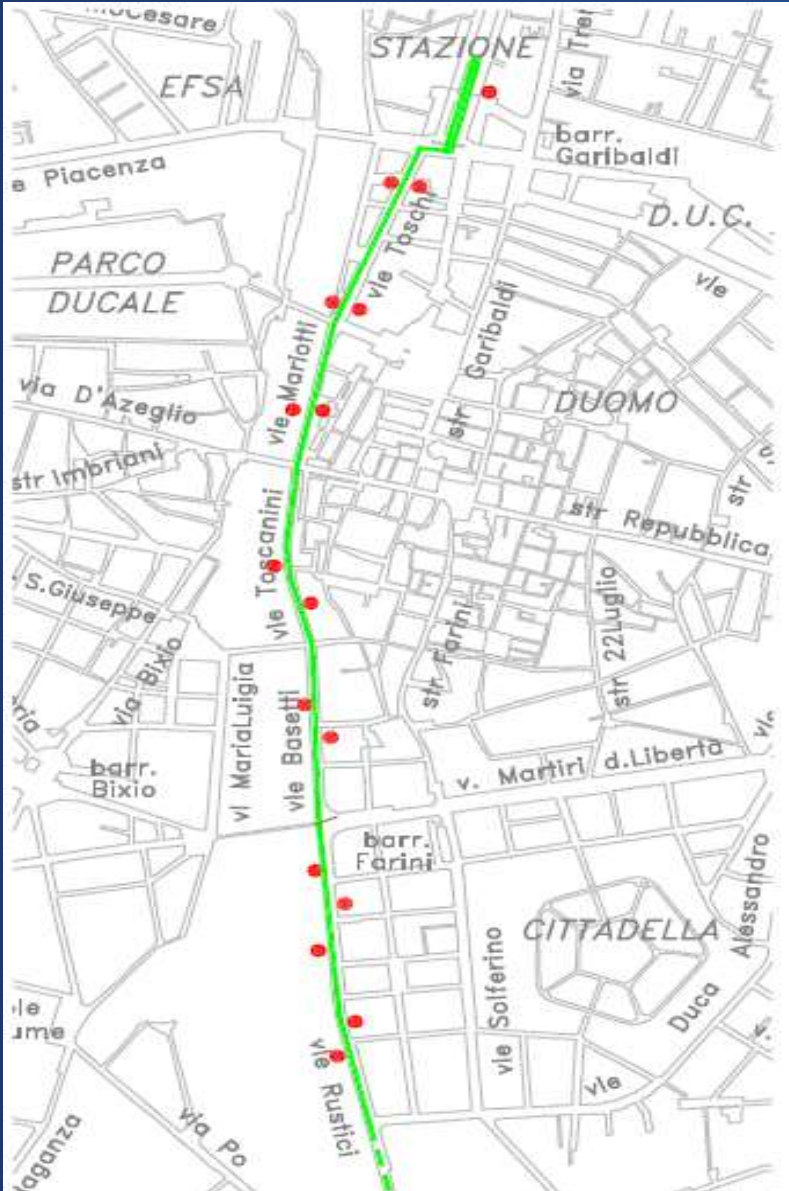 STAZIONE
EFSA
via
barr.
Garibaldi
e Piacenza
D.U.C.
vle Toschi
PARCO
DUCALE
vle
str Garibaldi
vle Mariotti
via D'Azeglio
DUOMO
str Imbriani
str
str Repubblica
vle Toscanini
S.Giuseppe
str 22Luglio
str Farini
via Bixio
vl MariaLuigia
vle Basetti
barr.
Bixio
v. Martiri d.Libertà
barr.
Farini
Alessandro
CITTADELLA
vle Solferino
Duca
vle
vle Rustici
via Po